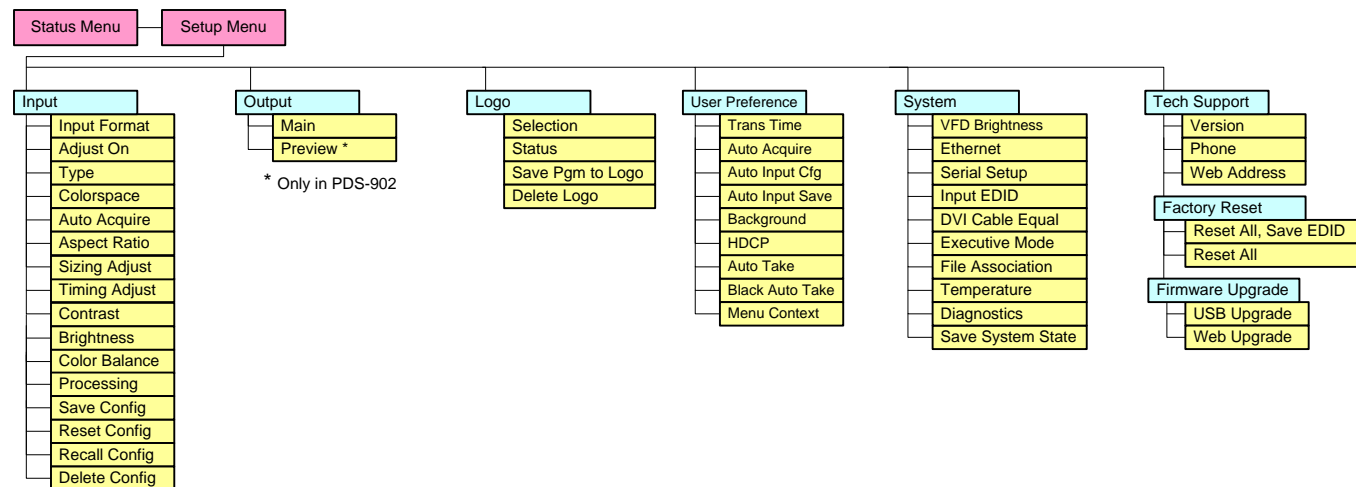 Status Menu
Setup Menu
Input
Input Format
Adjust On
Type
Colorspace
Auto Acquire
Aspect Ratio
Sizing Adjust
Timing Adjust
Contrast
Brightness
Color Balance
Processing
Save Config
Reset Config
Recall Config
Delete Config
Output
Main
Preview *
* Only in PDS-902
Logo
Selection
Status
Save Pgm to Logo
Delete Logo
User Preference
Trans Time
Auto Acquire
Auto Input Cfg
Auto Input Save
Background
HDCP
Auto Take
Black Auto Take
Menu Context
System
VFD Brightness
Ethernet
Serial Setup
Input EDID
DVI Cable Equal
Executive Mode
File Association
Temperature
Diagnostics
Save System State
Tech Support
Version
Phone
Web Address
Factory Reset
Reset All, Save EDID
Reset All
Firmware Upgrade
USB Upgrade
Web Upgrade